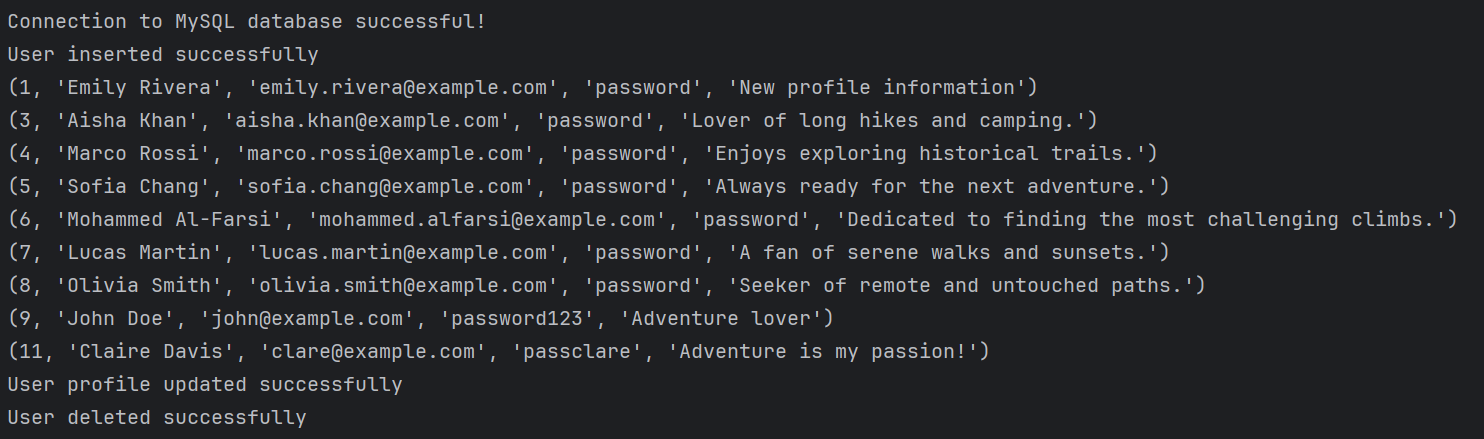 Connection to MySQL database successful!
User inserted successfully
(1, 'Emily Rivera', 'emily.rivera@example.com', 'password', 'New profile information')
(3, 'Aisha Khan', 'aisha.khan@example.com', 'password', 'Lover of long hikes and camping.')
(4, 'Marco Rossi', 'marco.rossi@example.com', 'password', 'Enjoys exploring historical trails.')
(5, 'Sofia Chang', 'sofia.chang@example.com', 'password', 'Always ready for the next adventure.')
(6, 'Mohammed Al-Farsi', 'mohammed.alfarsi@example.com', 'password', 'Dedicated to finding the most challenging climbs.')
(7, 'Lucas Martin', 'lucas.martin@example.com', 'password', 'A fan of serene walks and sunsets.')
(8, 'Olivia Smith', 'olivia.smith@example.com', 'password', 'Seeker of remote and untouched paths.')
(9, 'John Doe', 'john@example.com', 'password123', 'Adventure lover')
(11, 'Claire Davis', 'clare@example.com', 'passclare', 'Adventure is my passion!')
User profile updated successfully
User deleted successfully